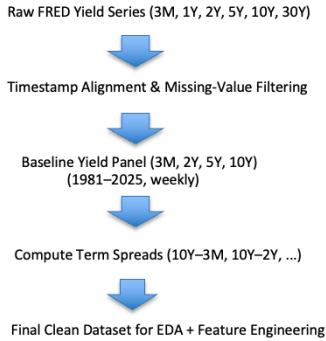 Raw FRED Yield Series (3M, 1Y, 2Y, 5Y, 10Y, 30Y)
Timestamp Alignment & Missing-Value Filtering
Baseline Yield Panel (3M, 2Y, 5Y, 10Y)
(1981–2025, weekly)
Compute Term Spreads (10Y–3M, 10Y–2Y, ...)
Final Clean Dataset for EDA + Feature Engineering